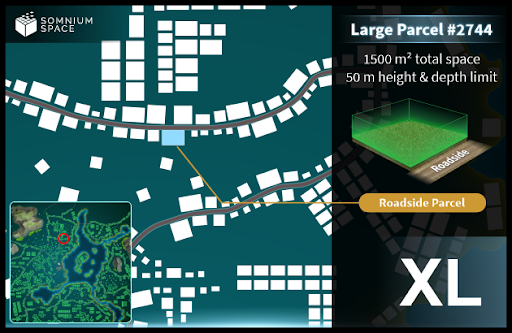 SOMNIUM
SPACE
Large Parcel #2744
1500 m² total space
50 m height & depth limit
Roadside
Roadside Parcel
XL